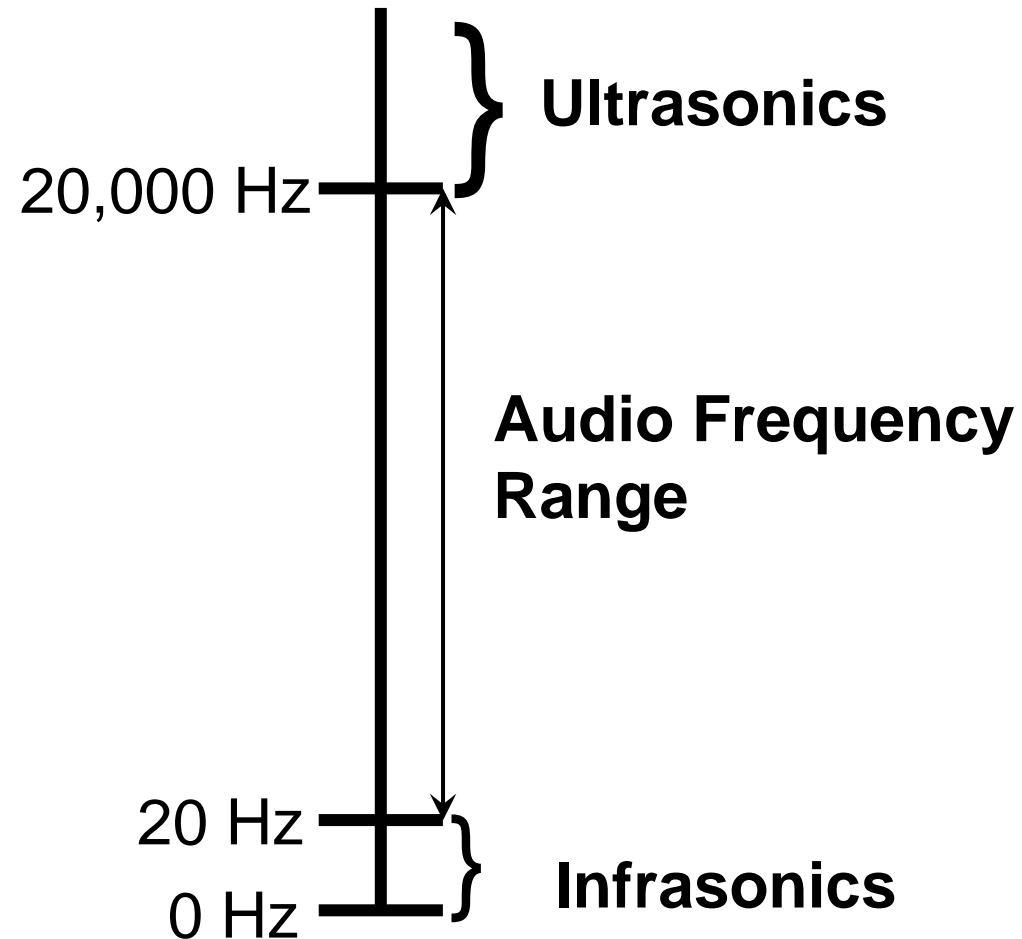 Ultrasonics
20,000 Hz
Audio Frequency
Range
20 Hz
Infrasonics
0 Hz